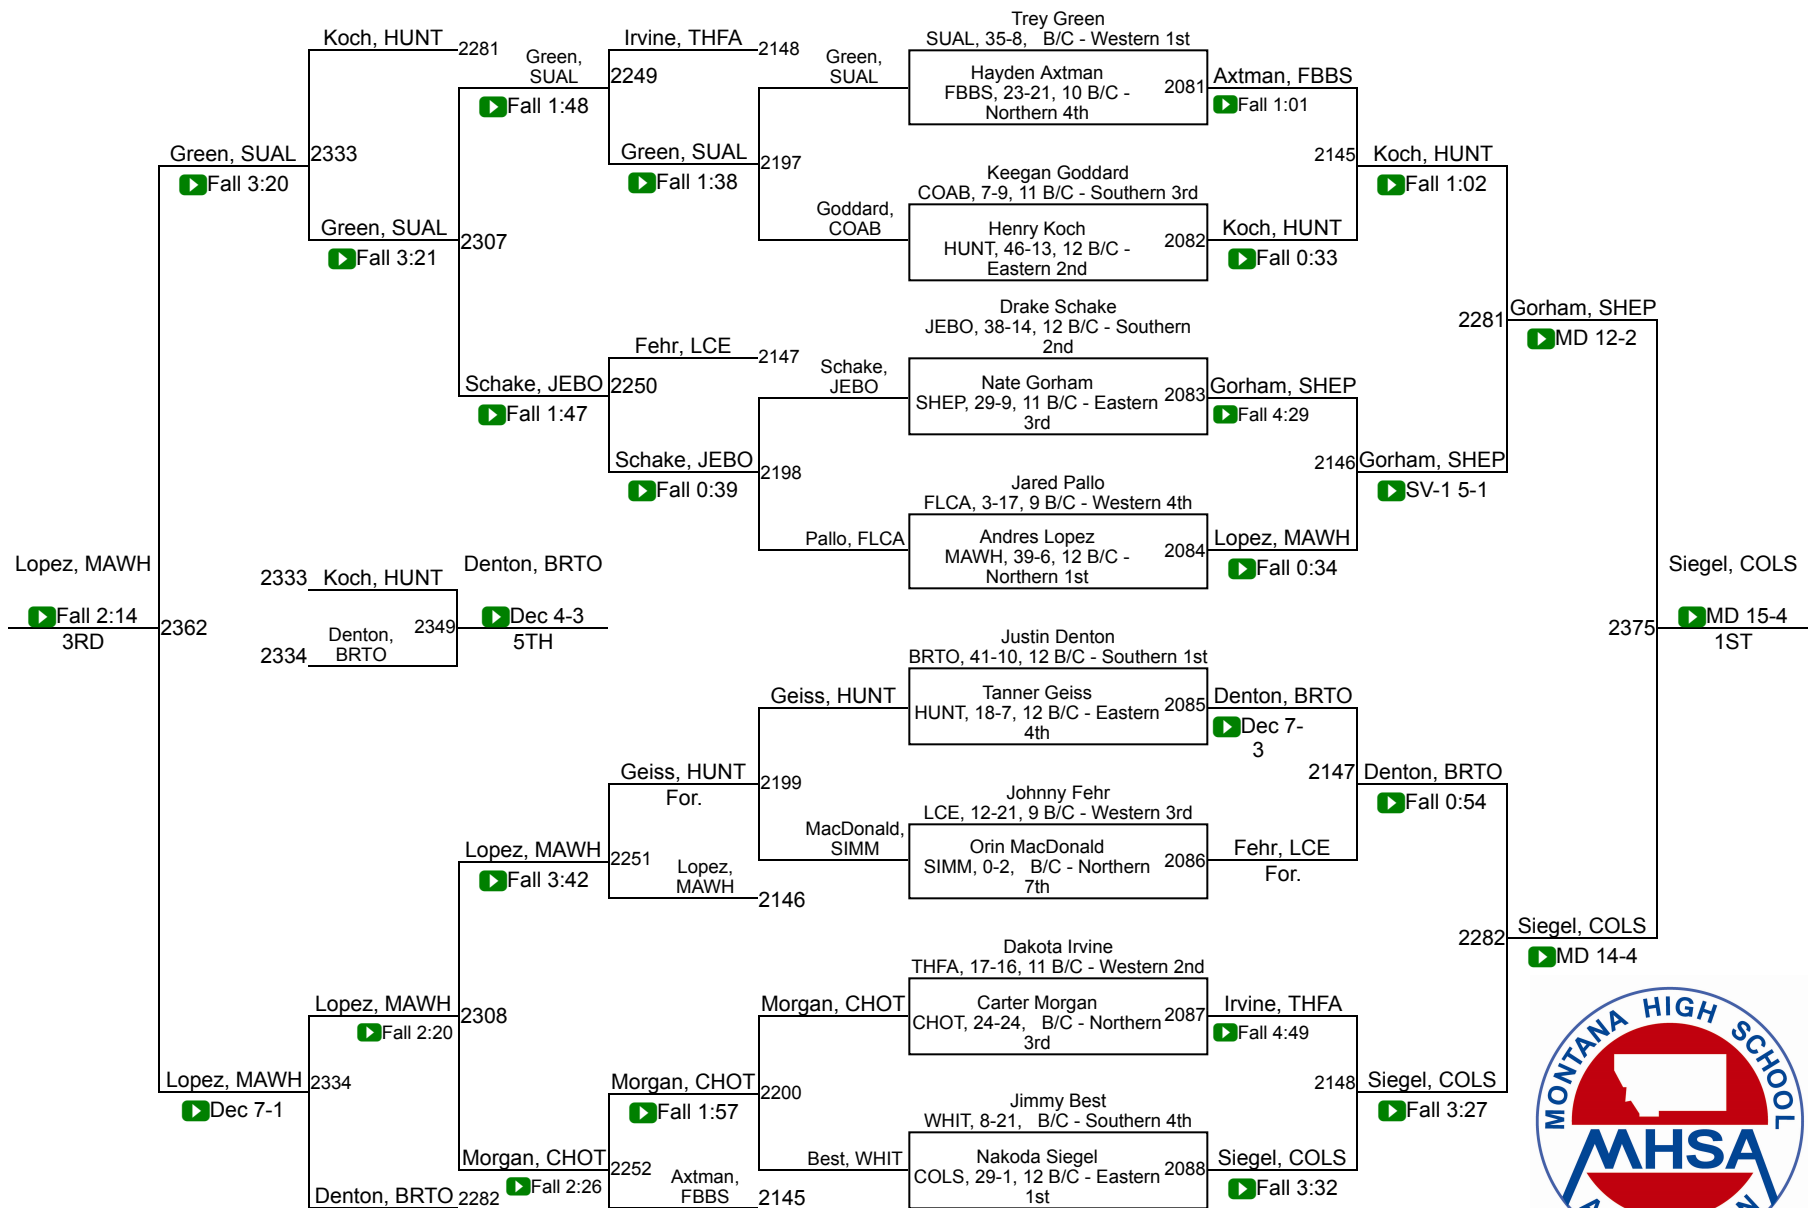 Koch, HUNT
2281
Green,
SUAL
Fall 1:48
2249
Irvine, THFA
2148
Green, SUAL
Fall 3:20
2333
Green, SUAL
Fall 3:21
2307
Green, SUAL
Fall 1:38
2197
Green,
SUAL
Goddard,
COAB
Trey Green
SUAL, 35-8, B/C - Western 1st
Hayden Axtman
FBBS, 23-21, 10 B/C -
Northern 4th
2081
Axtman, FBBS
Fall 1:01
Keegan Goddard
COAB, 7-9, 11 B/C - Southern 3rd
Henry Koch
HUNT, 46-13, 12 B/C -
Eastern 2nd
2082
Koch, HUNT
Fall 0:33
2145
Koch, HUNT
Fall 1:02
Schake, JEBO
Fall 1:47
2250
Fehr, LCE
2147
Schake, JEBO
Fall 0:39
2198
Schake,
JEBO
Pallo, FLCA
Drake Schake
JEBO, 38-14, 12 B/C - Southern
2nd
Nate Gorham
SHEP, 29-9, 11 B/C - Eastern
3rd
2083
Gorham, SHEP
Fall 4:29
Jared Pallo
FLCA, 3-17, 9 B/C - Western 4th
Andres Lopez
MAWH, 39-6, 12 B/C -
Northern 1st
2084
Lopez, MAWH
Fall 0:34
2146
Gorham, SHEP
SV-1 5-1
2281
Gorham, SHEP
MD 12-2
Lopez, MAWH
Fall 2:14
3RD
2362
2333
Koch, HUNT
2334
Denton,
BRTO
2349
Denton, BRTO
Dec 4-3
5TH
2375
Siegel, COLS
MD 15-4
1ST
Geiss, HUNT
Justin Denton
BRTO, 41-10, 12 B/C - Southern 1st
Tanner Geiss
HUNT, 18-7, 12 B/C - Eastern
4th
2085
Denton, BRTO
Dec 7-
3
Geiss, HUNT
For.
2199
MacDonald,
SIMM
Johnny Fehr
LCE, 12-21, 9 B/C - Western 3rd
Orin MacDonald
SIMM, 0-2, B/C - Northern
7th
2086
Fehr, LCE
For.
2147
Denton, BRTO
Fall 0:54
Lopez, MAWH
Fall 3:42
2251
Lopez,
MAWH
2146
2282
Siegel, COLS
MD 14-4
Lopez, MAWH
Fall 2:20
2308
Morgan, CHOT
Dakota Irvine
THFA, 17-16, 11 B/C - Western 2nd
Carter Morgan
CHOT, 24-24, B/C - Northern
3rd
2087
Irvine, THFA
Fall 4:49
Lopez, MAWH
Dec 7-1
2334
Morgan, CHOT
Fall 1:57
2200
2148
Siegel, COLS
Fall 3:27
Best, WHIT
Jimmy Best
WHIT, 8-21, B/C - Southern 4th
Nakoda Siegel
COLS, 29-1, 12 B/C - Eastern
1st
2088
Siegel, COLS
Fall 3:32
Morgan, CHOT
Fall 2:26
2252
Axtman,
FBBS
2145
Denton, BRTO
2282
MONTANA HIGH SCHOOL
MHSA